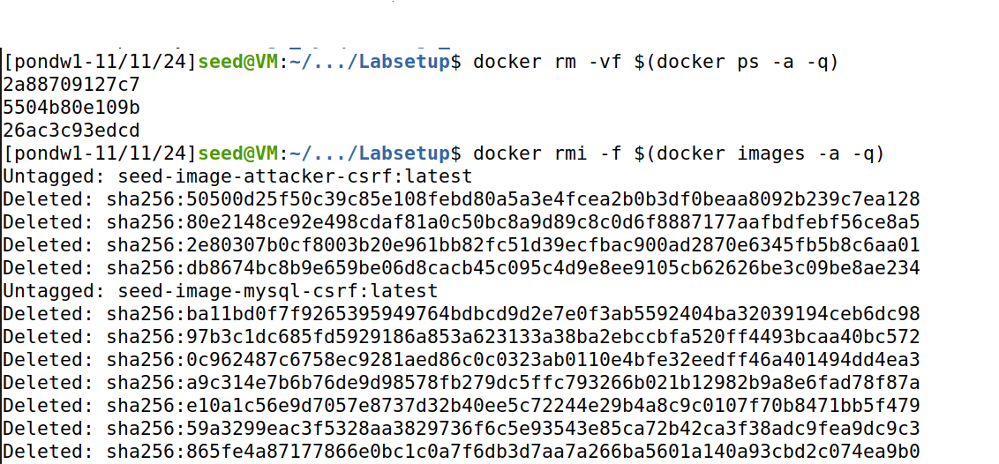 [pondw1-11/11/24]seed@VM:~/.../Labsetup$ docker rm -vf $(docker ps -a -q)
2a88709127c7
5504b80e109b
26ac3c93edcd
[pondw1-11/11/24]seed@VM:~/.../Labsetup$ docker rmi -f $(docker images -a -q)
Untagged: seed-image-attacker-csrf:latest
Deleted: sha256:50500d25f50c39c85e108febd80a5a3e4fcea2b0b3df0beaa8092b239c7ea128
Deleted: sha256:80e2148ce92e498cdaf81a0c50bc8a9d89c8c0d6f8887177aafbdfebf56ce8a5
Deleted: sha256:2e80307b0cf8003b20e961bb82fc51d39ecfbac900ad2870e6345fb5b8c6aa01
Deleted: sha256:db8674bc8b9e659be06d8cacb45c095c4d9e8ee9105cb62626be3c09be8ae234
Untagged: seed-image-mysql-csrf:latest
Deleted: sha256:ba11bd0f7f9265395949764bdbcd9d2e7e0f3ab5592404ba32039194ceb6dc98
Deleted: sha256:97b3c1dc685fd5929186a853a623133a38ba2ebccbfa520ff4493bcaa40bc572
Deleted: sha256:0c962487c6758ec9281aed86c0c0323ab0110e4bfe32eedff46a401494dd4ea3
Deleted: sha256:a9c314e7b6b76de9d98578fb279dc5ffc793266b021b12982b9a8e6fad78f87a
Deleted: sha256:e10a1c56e9d7057e8737d32b40ee5c72244e29b4a8c9c0107f70b8471bb5f479
Deleted: sha256:59a3299eac3f5328aa3829736f6c5e93543e85ca72b42ca3f38adc9fea9dc9c3
Deleted: sha256:865fe4a87177866e0bc1c0a7f6db3d7aa7a266ba5601a140a93cbd2c074ea9b0